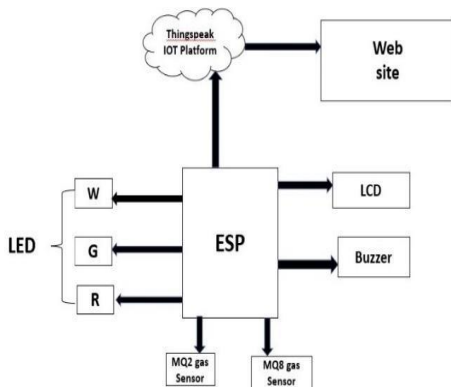 Thingspeak
IOT Platform
Web
site
W
LED
G
R
ESP
LCD
Buzzer
MQ2 gas
Sensor
MQ8 gas
Sensor